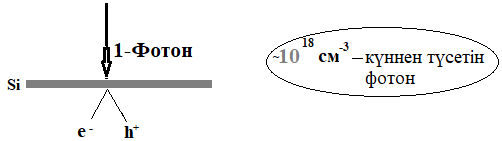 1-Фотон
Si
e⁻ h⁺
~10¹⁸ см⁻³ – күннен түсетін
фотон